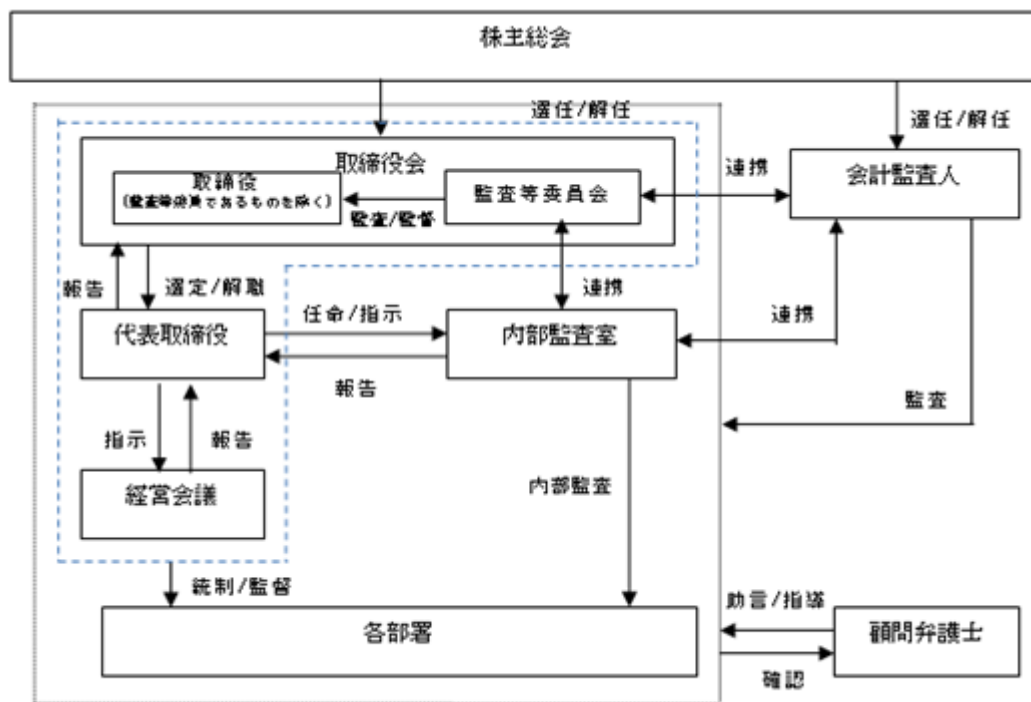 株主総会
選任/解任
選任/解任
取締役会
連携
会計監査人
取締役
(監査等委員であるものを除く)
監査等委員会
監査/監督
報告
選定/解職
連携
任命/指示
連携
代表取締役
内部監査室
報告
監査
指示
報告
経営会議
内部監査
統制/監督
助言/指導
各部署
顧問弁護士
確認